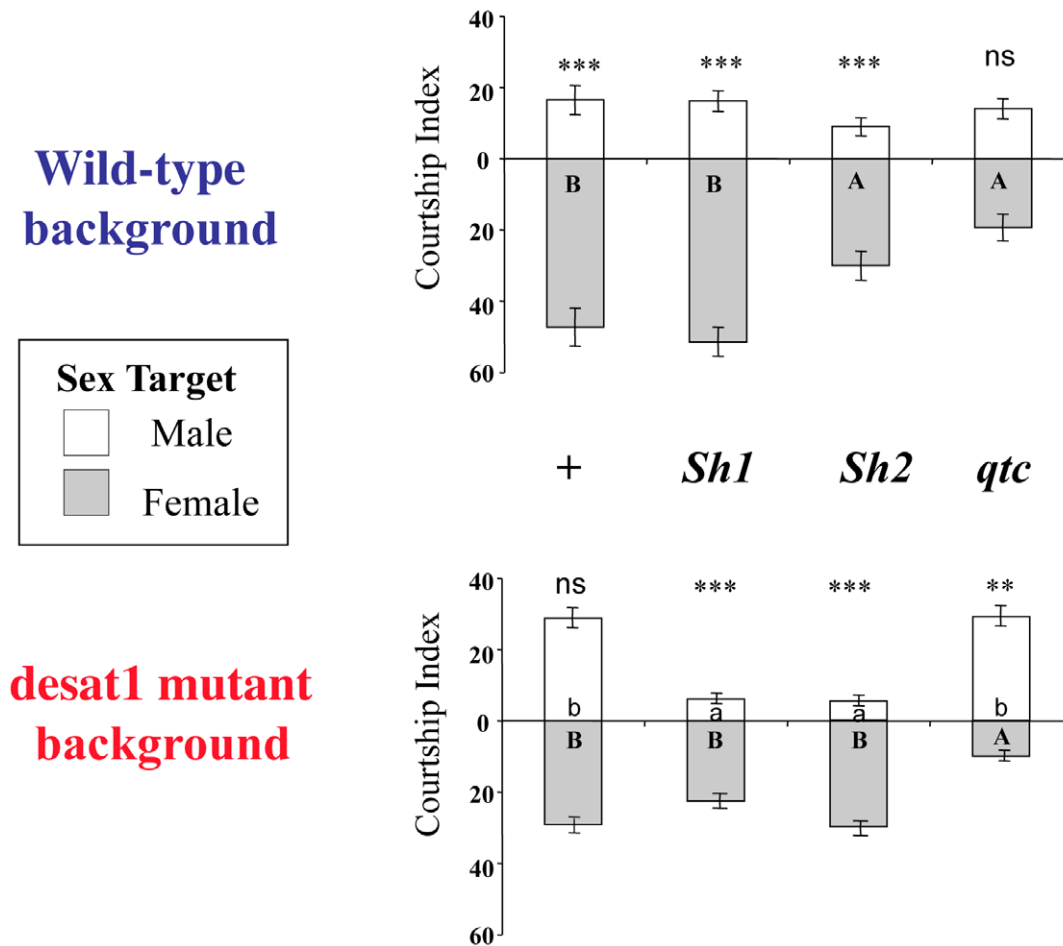 40
***
***
***
ns
20
0
B
B
A
A
20
40
60
Courtship Index
Wild-type
background
Sex Target
Male
Female
+
Sh1
Sh2
qtc
40
ns
***
***
**
20
b
a
a
b
0
B
B
B
A
20
40
60
Courtship Index
desat1 mutant
background